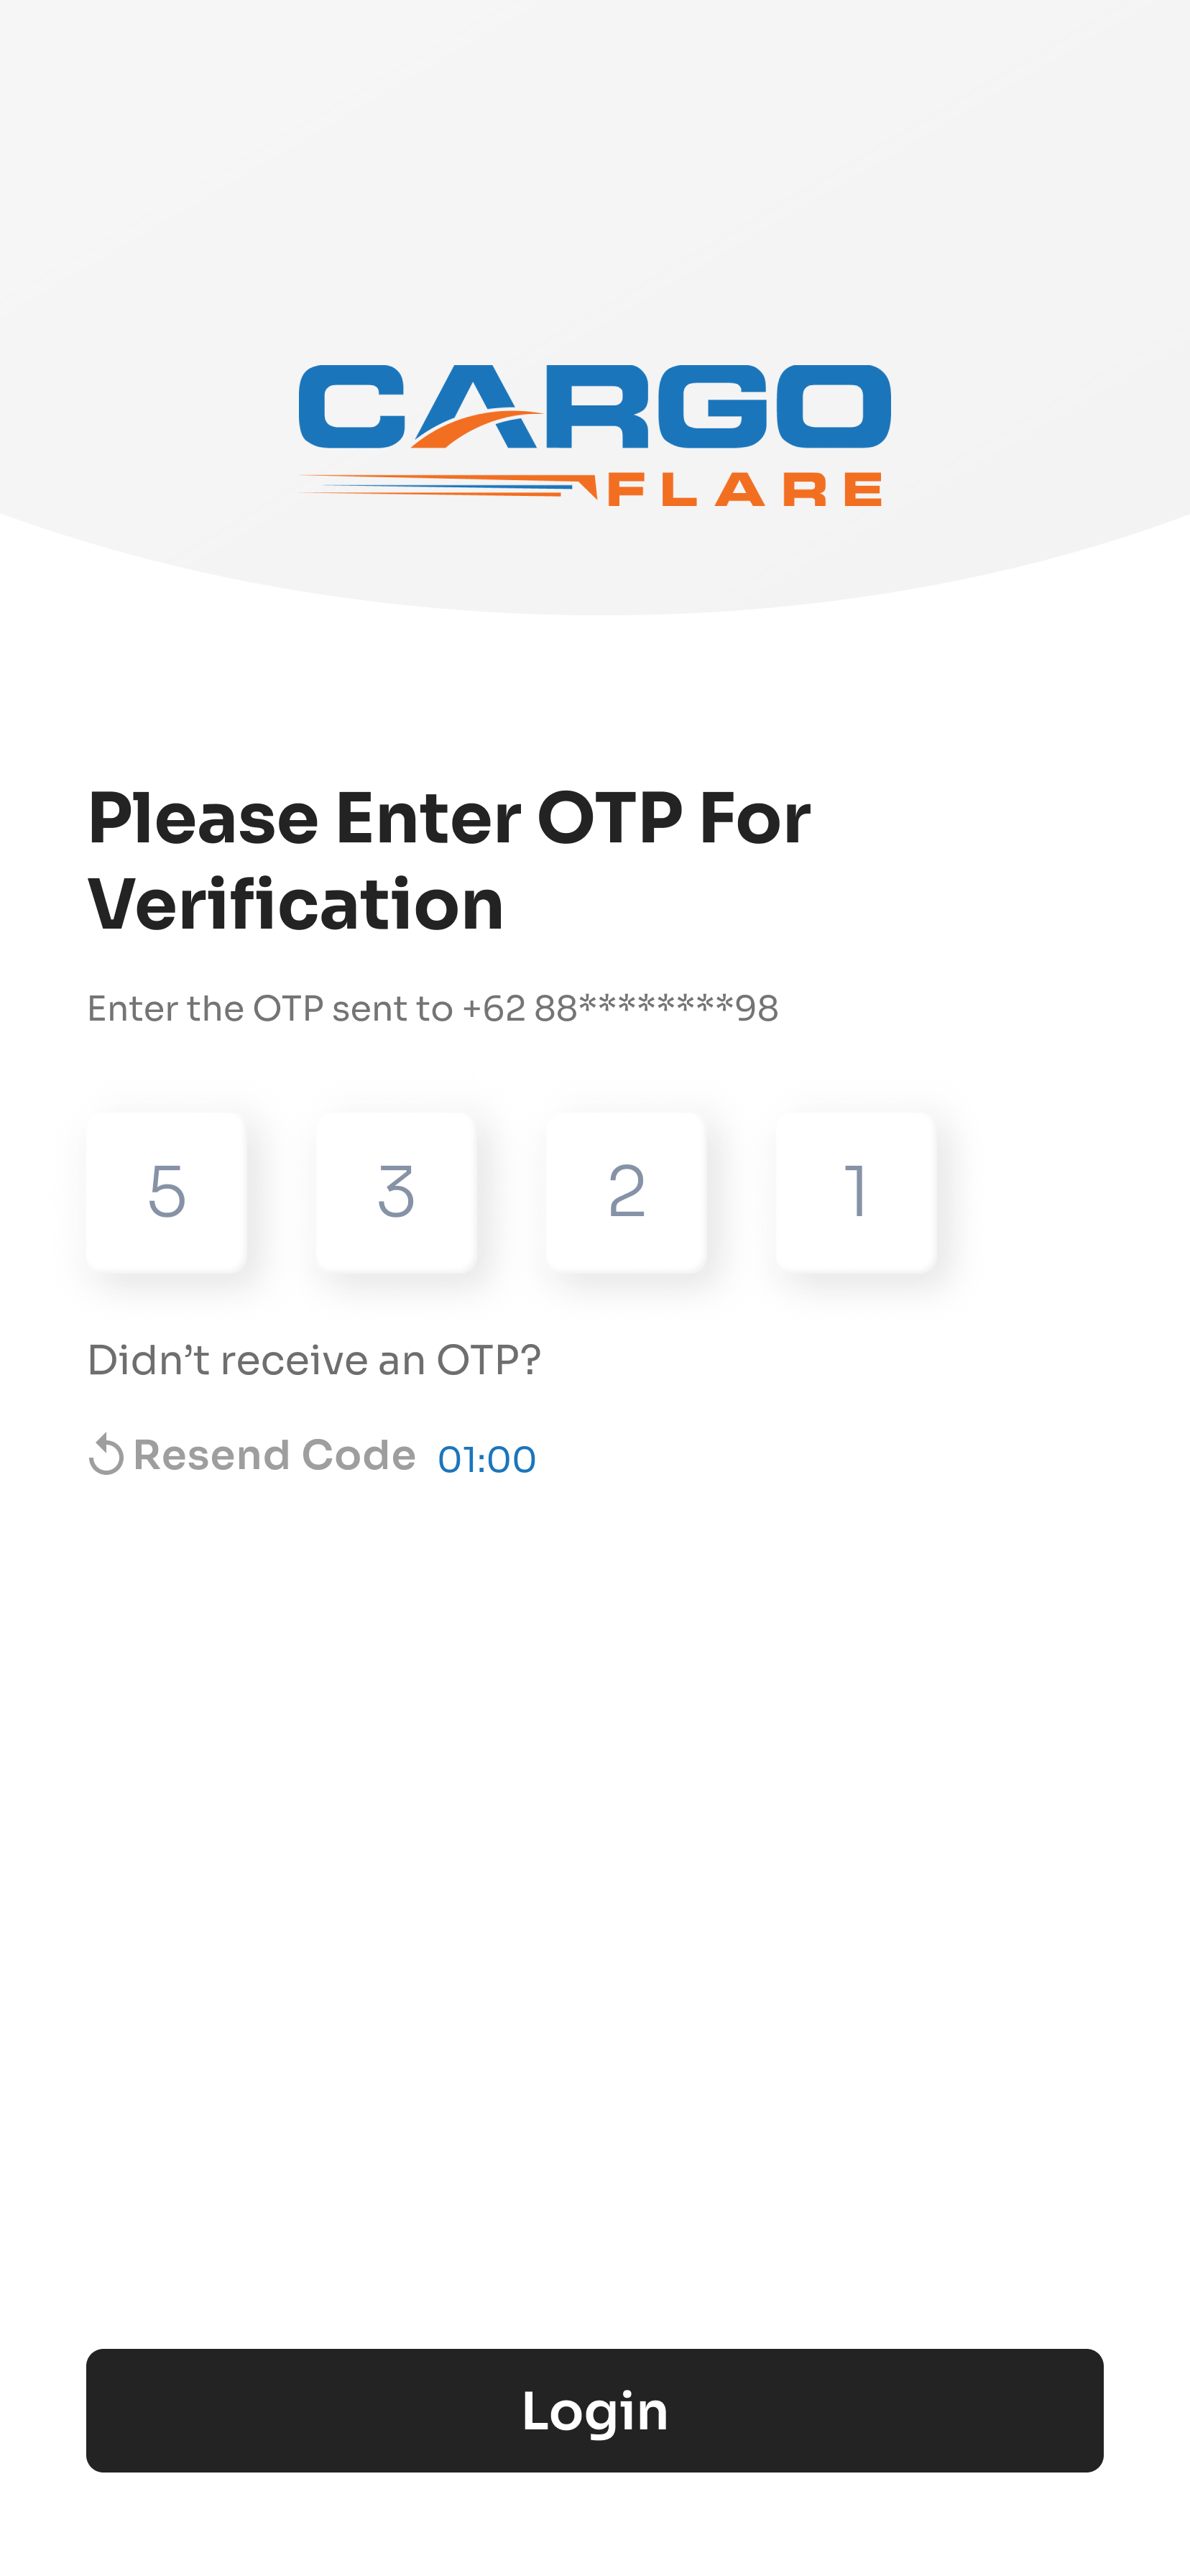 CARGO
FLARE
Please Enter OTP For
Verification
Enter the OTP sent to +62 88********98
5 3 2 1
Didn’t receive an OTP?
Resend Code 01:00
Login